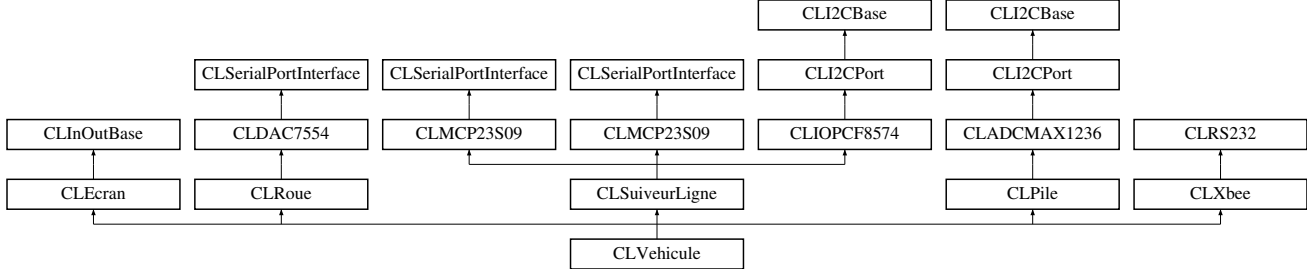 CLI2CBase CLI2CBase
CLSerialPortInterface CLSerialPortInterface CLSerialPortInterface CLI2CPort CLI2CPort
CLInOutBase CLDAC7554 CLMCP23S09 CLMCP23S09 CLIOPCF8574 CLADCMAX1236 CLRS232
CLEcran CLRoue CLSuiveurLigne CLPile CLXbee
CLVehicule